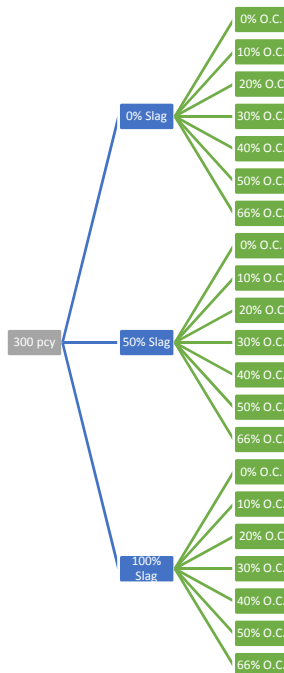 300 pcy
0% Slag
0% O.C.
10% O.C.
20% O.C
30% O.C.
40% O.C.
50% O.C.
66% O.C.
50% Slag
0% O.C.
10% O.C.
20% O.C
30% O.C.
40% O.C.
50% O.C.
66% O.C.
100%
Slag
0% O.C.
10% O.C.
20% O.C
30% O.C.
40% O.C.
50% O.C.
66% O.C.